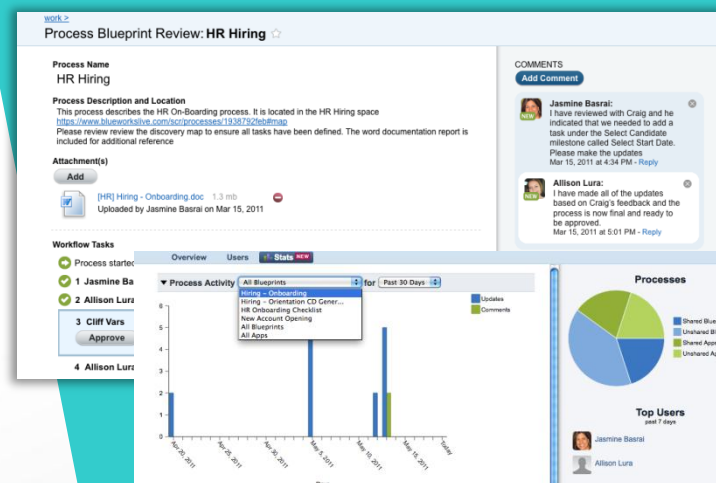 work >
Process Blueprint Review: HR Hiring
Process Name
HR Hiring
Process Description and Location
This process describes the HR On-Boarding process. It is located in the HR Hiring space
https://www.blueworkslive.com/scr/processes/1938792feb#map
Please review review the discovery map to ensure all tasks have been defined. The word documentation report is
included for additional reference
Attachment(s)
Add
[HR] Hiring - Onboarding.doc 1.3 mb
Uploaded by Jasmine Basrai on Mar 15, 2011
Workflow Tasks
Process started
1 Jasmine Ba
2 Allison Lura
3 Cliff Vars
Approve
4 Allison Lura
COMMENTS
Add Comment
NEW
Jasmine Basrai:
I have reviewed with Craig and he
indicated that we needed to add a
task under the Select Candidate
milestone called Select Start Date.
Please make the updates
Mar 15, 2011 at 4:34 PM - Reply
NEW
Allison Lura:
I have made all of the updates
based on Craig's feedback and the
process is now final and ready to
be approved.
Mar 15, 2011 at 5:01 PM - Reply
Overview Users Stats NEW
Process Activity All Blueprints for Past 30 Days
Hiring - Onboarding
Hiring - Orientation CD Gener...
HR Onboarding Checklist
New Account Opening
All Blueprints
All Apps
Updates
Comments
6
5
4
3
2
1
0
Apr 20, 2011
Apr 25, 2011
Apr 30, 2011
May 5, 2011
May 10, 2011
May 15, 2011
Today
Processes
Shared Blue
Unshared Bl
Shared Apps
Unshared Ap
Top Users
past 7 days
Jasmine Basrai
Allison Lura